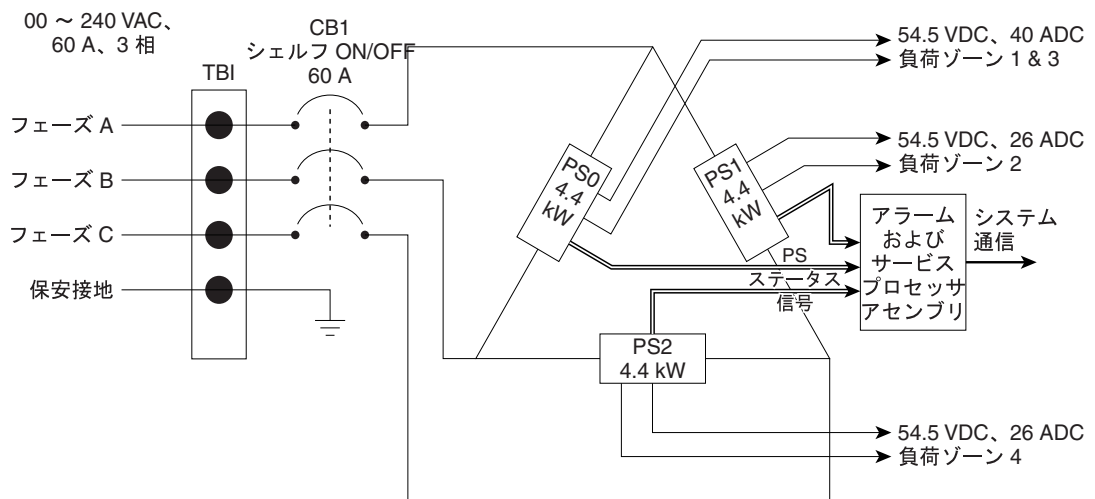 00 ～ 240 VAC、
60 A、3 相
CB1
シェルフ ON/OFF
60 A
TBI
フェーズ A
フェーズ B
フェーズ C
保安接地
PS0
4.4
kW
PS1
4.4
kW
PS2
4.4 kW
54.5 VDC、40 ADC
負荷ゾーン 1 & 3
54.5 VDC、26 ADC
負荷ゾーン 2
PS
ステータス
信号
アラーム
および
サービス
プロセッサ
アセンブリ
システム
通信
54.5 VDC、26 ADC
負荷ゾーン 4